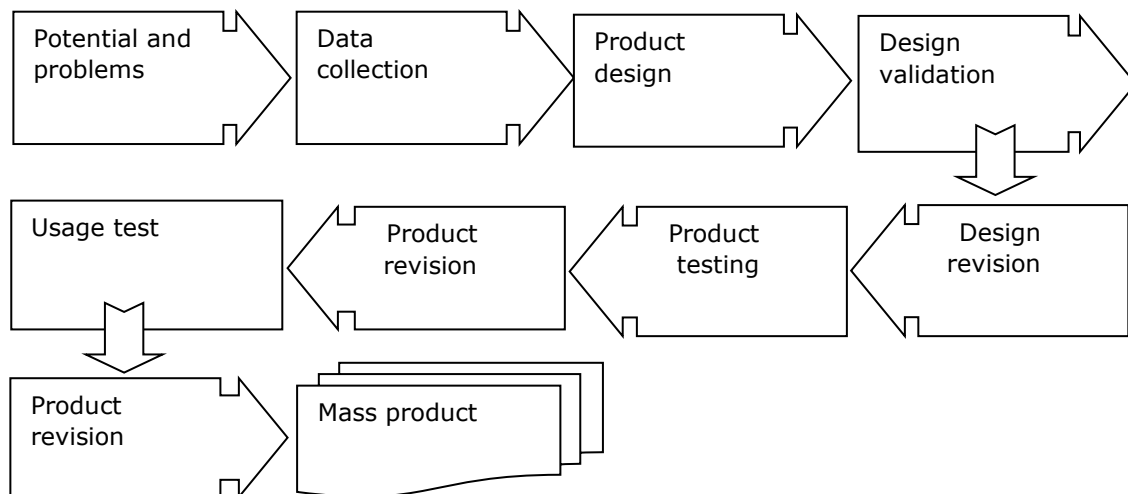 Potential and
problems
Data
collection
Product
design
Design
validation
Design
revision
Product
testing
Product
revision
Usage test
Product
revision
Mass product